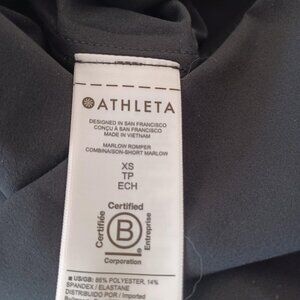 ATHLETA
DESIGNED IN SAN FRANCISCO
CONÇU À SAN FRANCISCO
MADE IN VIETNAM
MARLOW ROMPER
COMBINAISON-SHORT MARLOW
XS
TP
ECH
Certified
Certifiée
B
Entreprise
Corporation
US/GB: 86% POLYESTER, 14%
SPANDEX / ELASTANE
DISTRIBUIDO POR / Imported